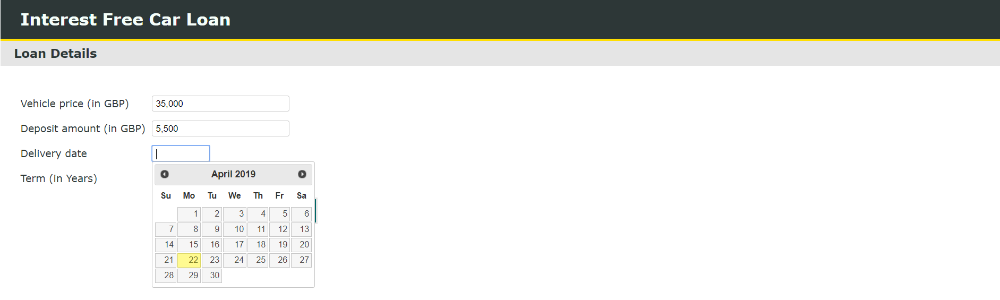 Interest Free Car Loan
Loan Details
Vehicle price (in GBP) 35,000
Deposit amount (in GBP) 5,500
Delivery date
Term (in Years)
April 2019
Su Mo Tu We Th Fr Sa
1 2 3 4 5 6
7 8 9 10 11 12 13
14 15 16 17 18 19 20
21 22 23 24 25 26 27
28 29 30